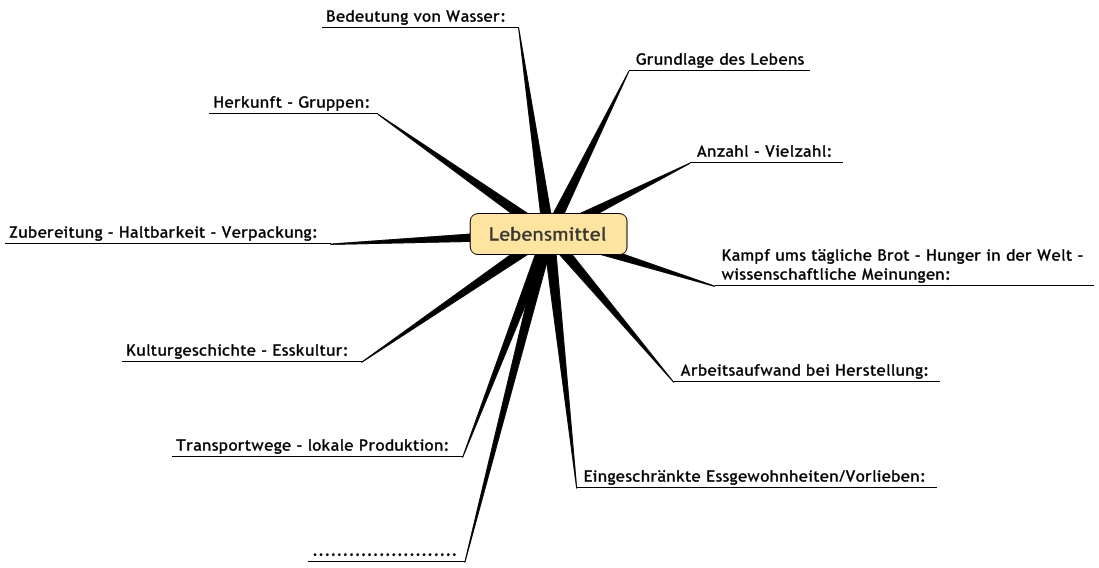 Bedeutung von Wasser:
Grundlage des Lebens
Herkunft - Gruppen:
Anzahl - Vielzahl:
Zubereitung - Haltbarkeit - Verpackung:
Lebensmittel
Kampf ums tägliche Brot - Hunger in der Welt -
wissenschaftliche Meinungen:
Kulturgeschichte - Esskultur:
Arbeitsaufwand bei Herstellung:
Transportwege - lokale Produktion:
Eingeschränkte Essgewohnheiten/Vorlieben:
........................